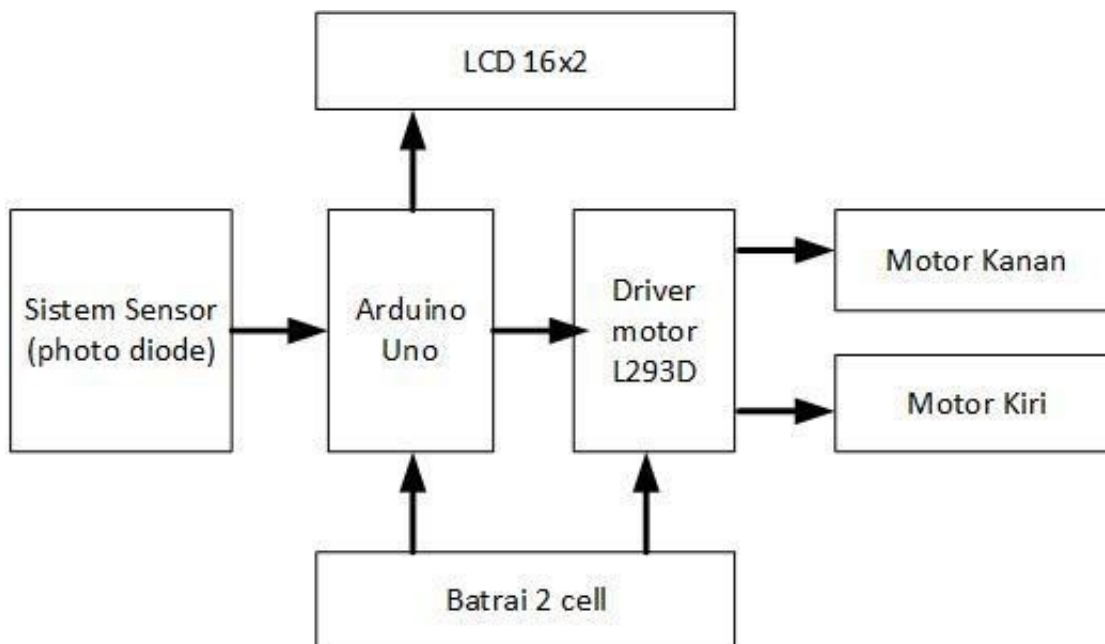 LCD 16x2
Sistem Sensor
(photo diode)
Arduino
Uno
Driver
motor
L293D
Motor Kanan
Motor Kiri
Batrai 2 cell